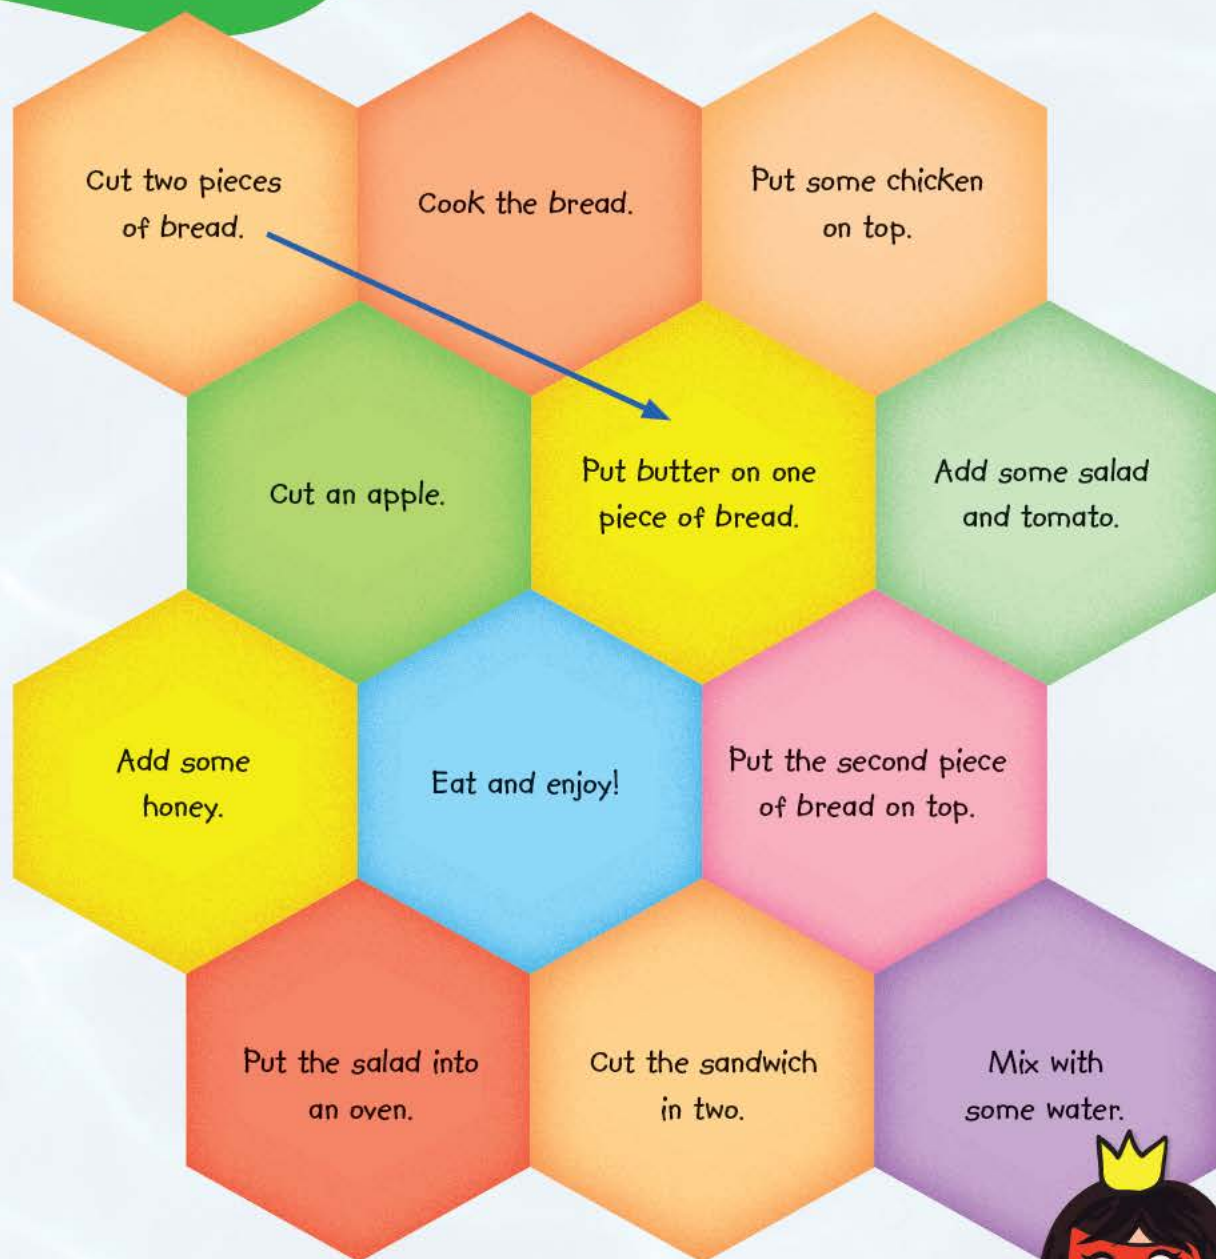 Cut two pieces
of bread.
Cook the bread.
Put some chicken
on top.
Cut an apple.
Put butter on one
piece of bread.
Add some salad
and tomato.
Add some
honey.
Eat and enjoy!
Put the second piece
of bread on top.
Put the salad into
an oven.
Cut the sandwich
in two.
Mix with
some water.